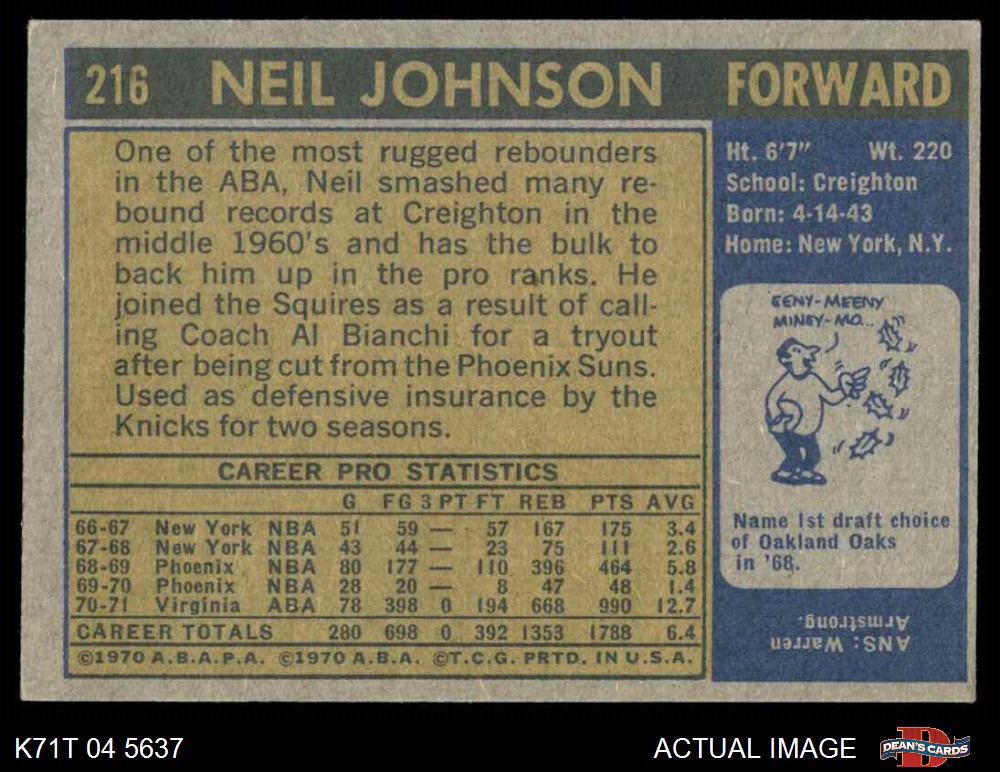 216 NEIL JOHNSON FORWARD
One of the most rugged rebounders
in the ABA, Neil smashed many re-
bound records at Creighton in the
middle 1960's and has the bulk to
back him up in the pro ranks. He
joined the Squires as a result of call-
ing Coach Al Bianchi for a tryout
after being cut from the Phoenix Suns.
Used as defensive insurance by the
Knicks for two seasons.
CAREER PRO STATISTICS
G FG 3 PT FT REB PTS AVG
66-67 New York NBA 51 59 — 57 167 175 3.4
67-68 New York NBA 43 44 — 23 75 111 2.6
68-69 Phoenix NBA 80 177 — 110 396 464 5.8
69-70 Phoenix NBA 28 20 — 8 47 48 1.4
70-71 Virginia ABA 78 398 0 194 668 990 12.7
CAREER TOTALS 280 698 0 392 1353 1788 6.4
©1970 A.B.A.P.A. ©1970 A.B.A. ©T.C.G. PRTD. IN U.S.A.
Ht. 6'7" Wt. 220
School: Creighton
Born: 4-14-43
Home: New York, N.Y.
EENY-MEENY
MINEY-MO...
Name 1st draft choice
of Oakland Oaks
in '68.
ANS: Warren
Armstrong.
K71T 04 5637
ACTUAL IMAGE
D
DEAN'S CARDS